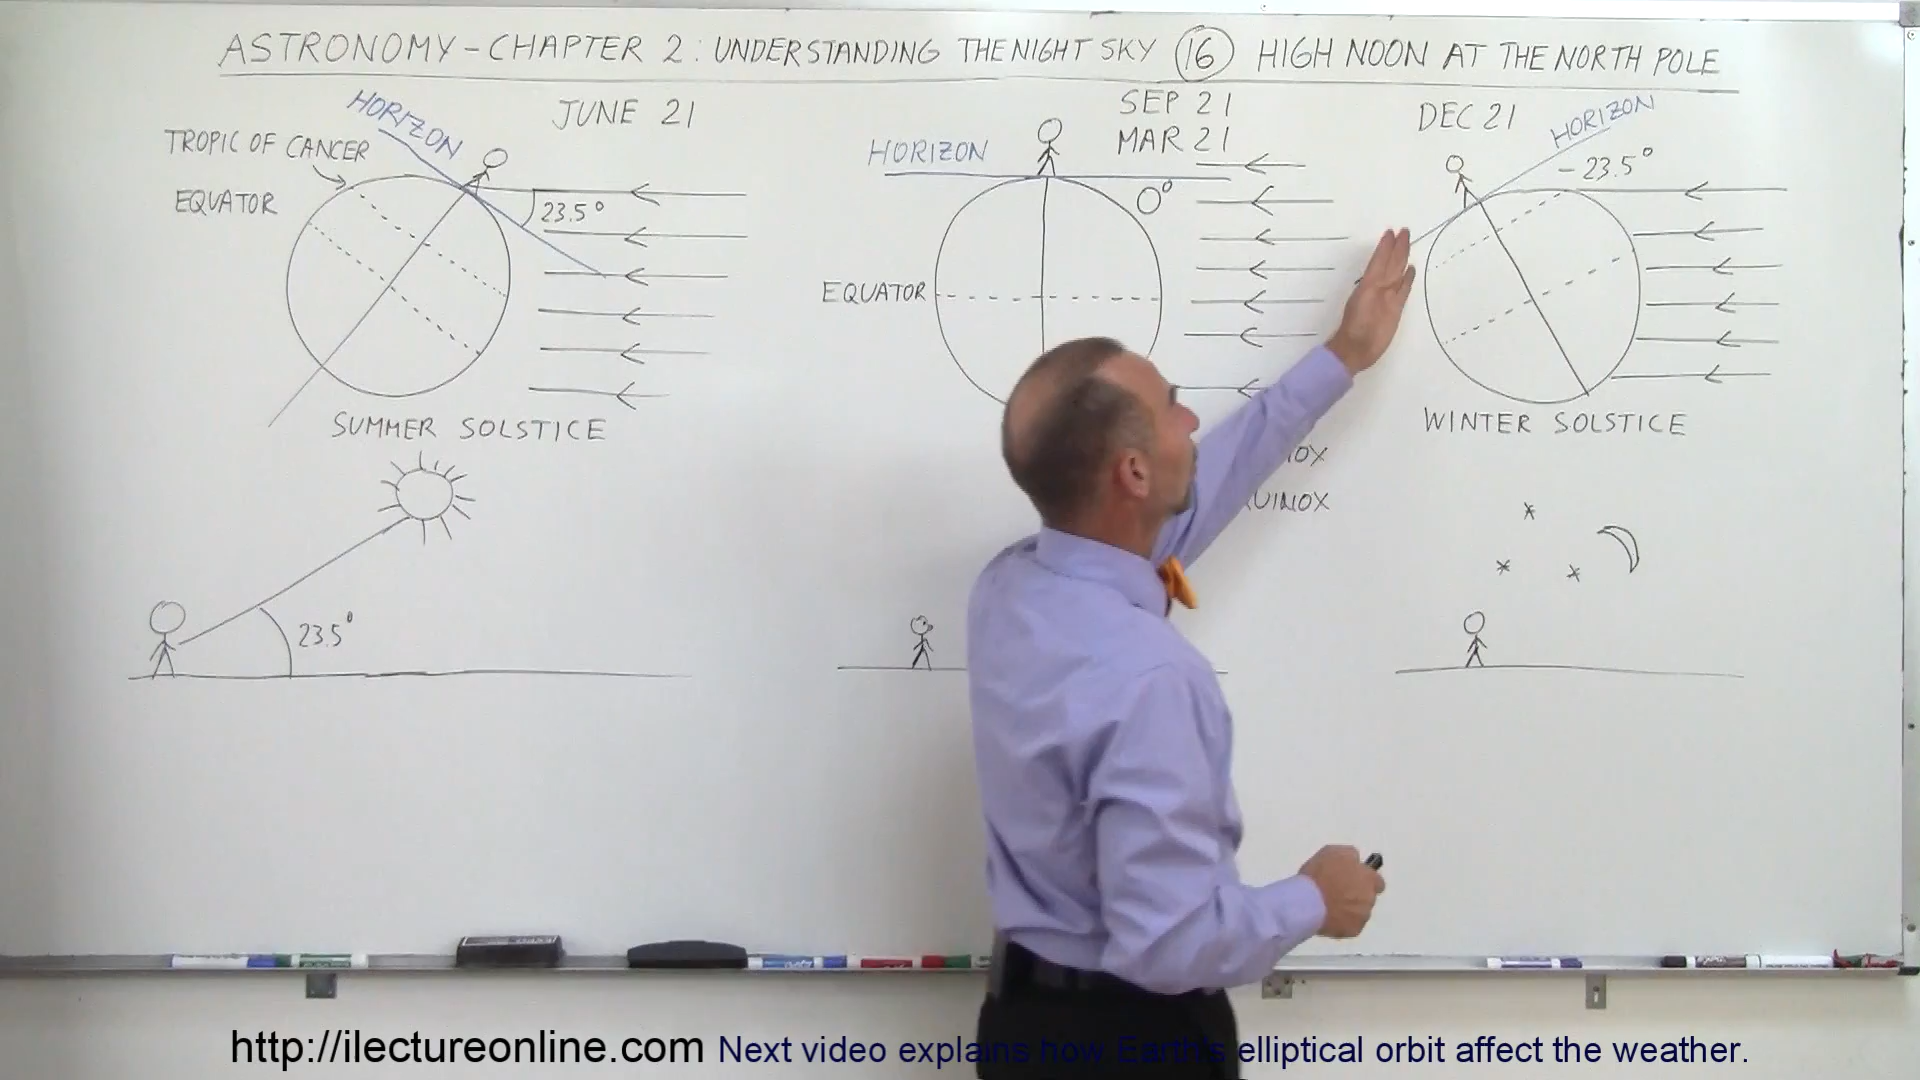 ASTRONOMY - CHAPTER 2: UNDERSTANDING THE NIGHT SKY 16 HIGH NOON AT THE NORTH POLE
HORIZON
JUNE 21
TROPIC OF CANCER
EQUATOR
23.5°
SUMMER SOLSTICE
23.5°
SEP 21
MAR 21
HORIZON
0°
EQUATOR
DEC 21
HORIZON
-23.5°
WINTER SOLSTICE
http://ilectureonline.com Next video explains how Earth's elliptical orbit affect the weather.